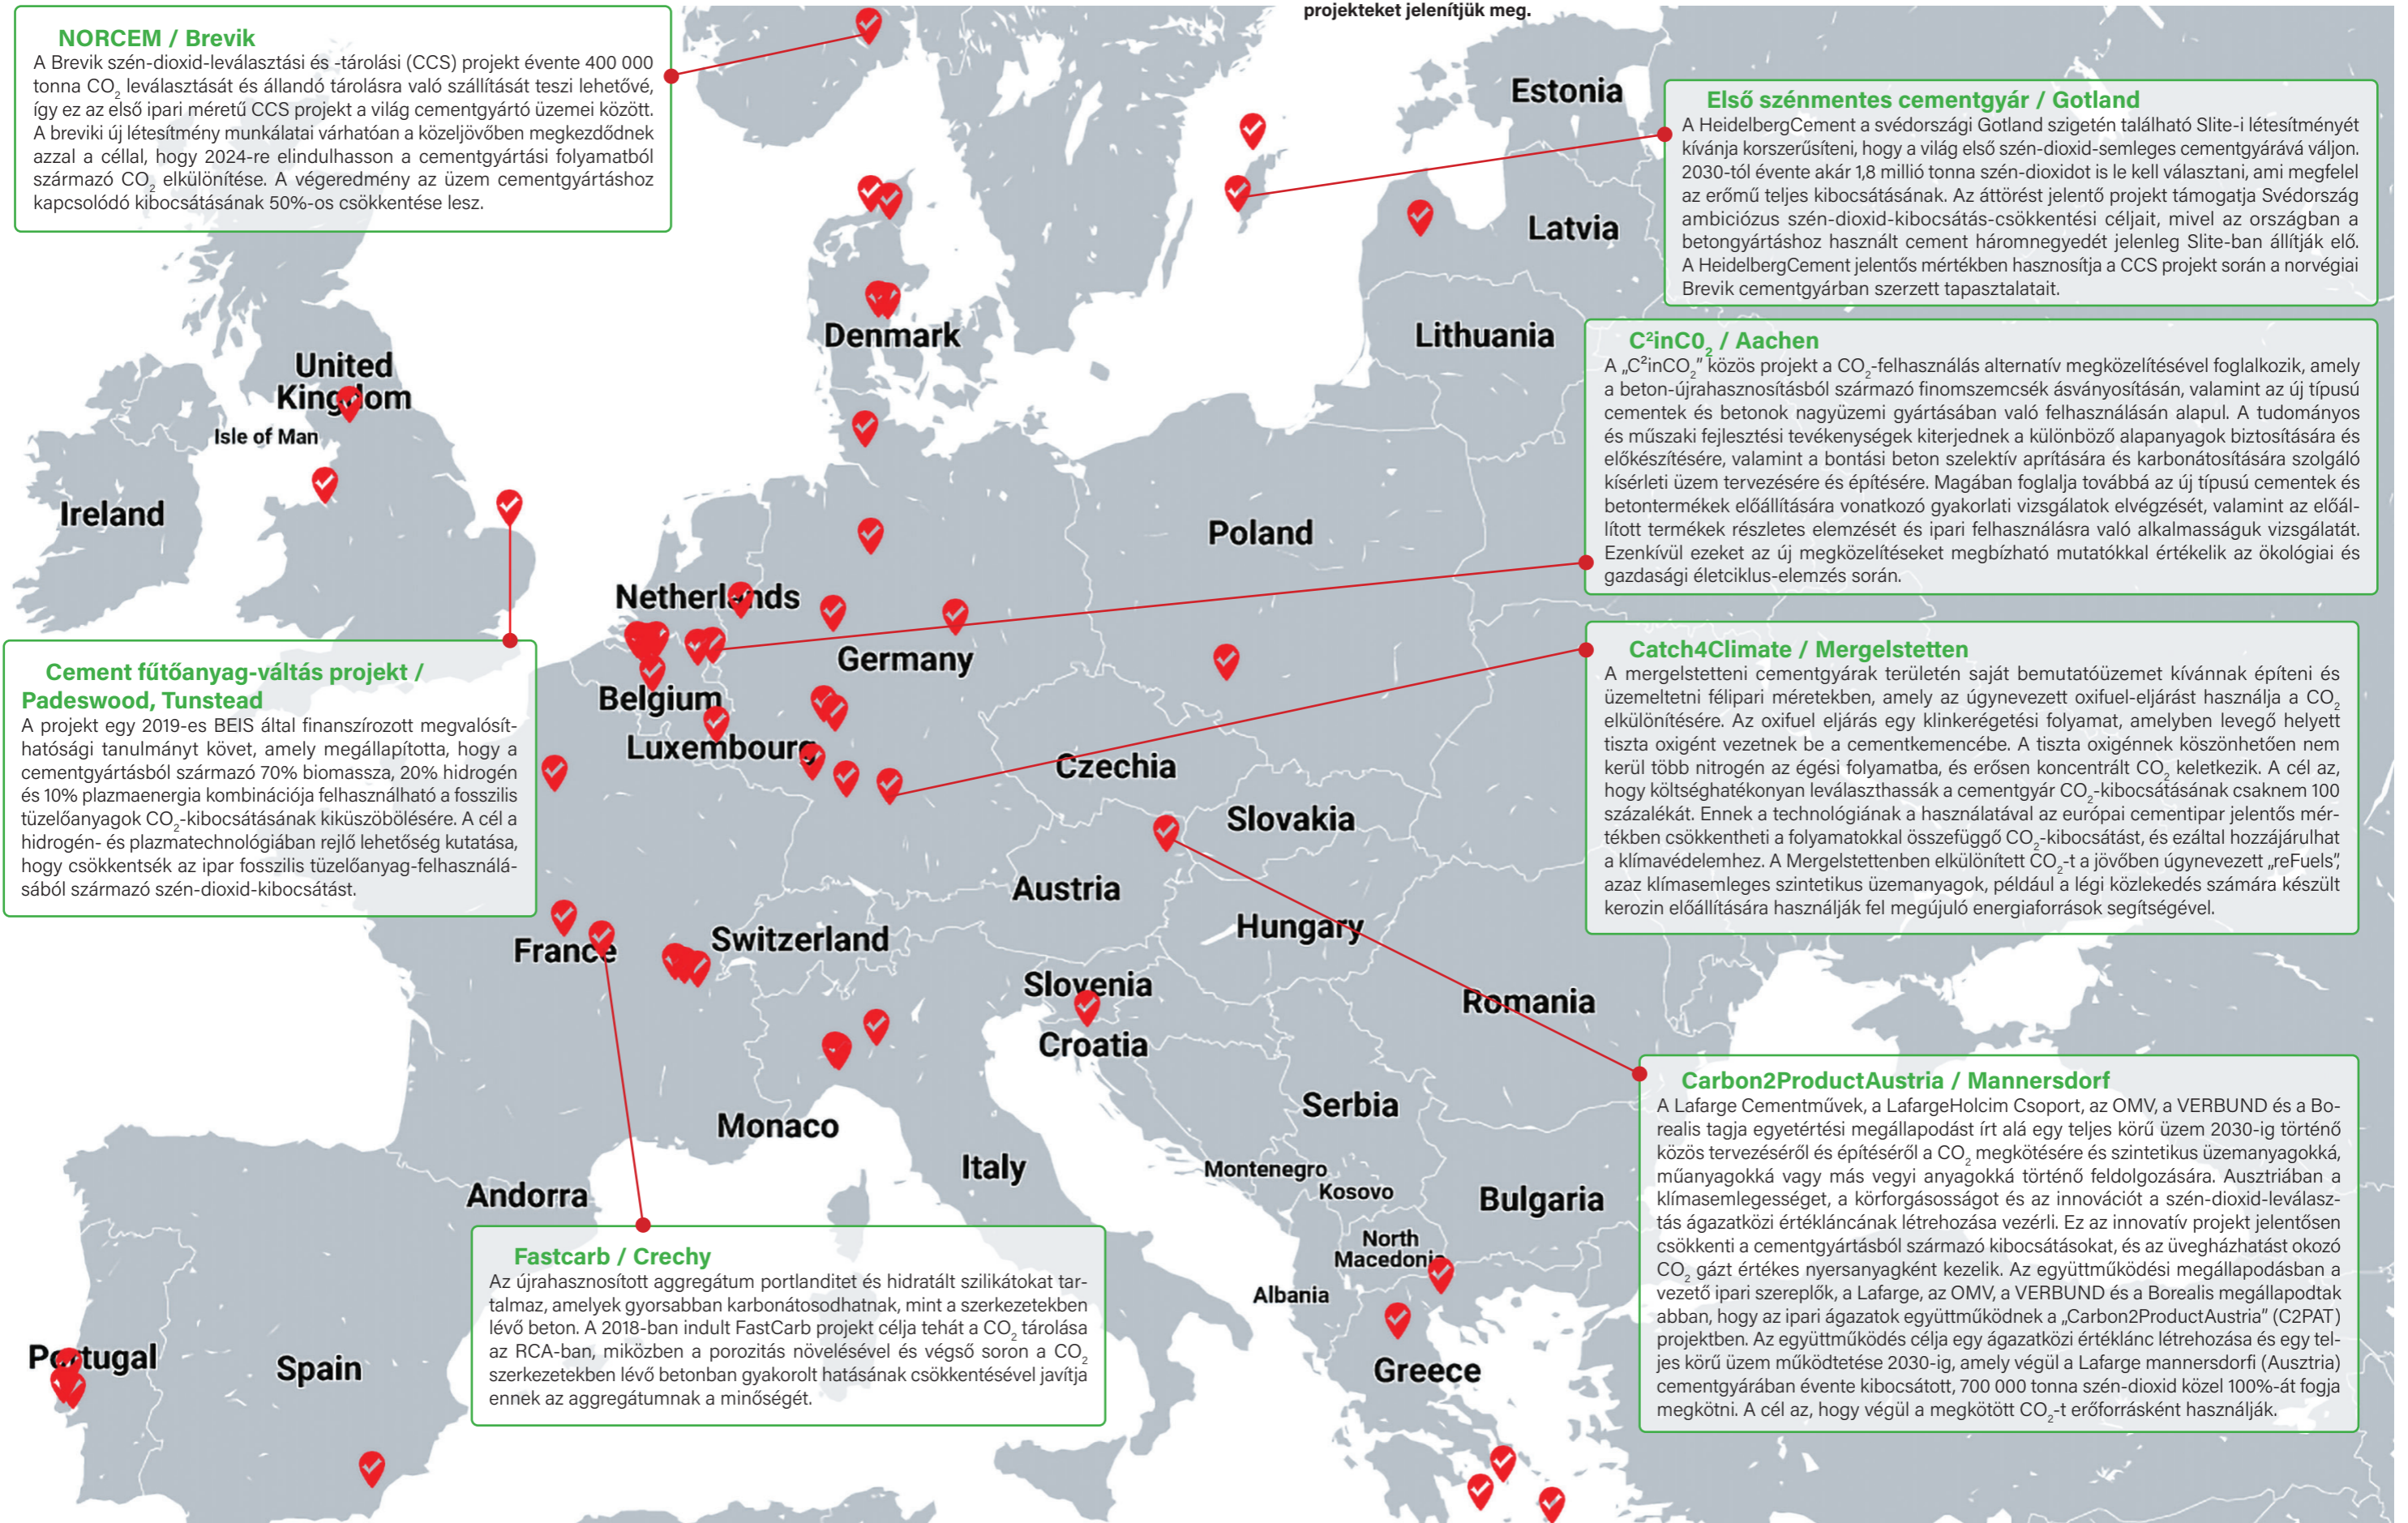 projekteket jelenítjük meg.
NORCEM / Brevik
A Brevik szén-dioxid-leválasztási és -tárolási (CCS) projekt évente 400 000
tonna CO₂ leválasztását és állandó tárolásra való szállítását teszi lehetővé,
így ez az első ipari méretű CCS projekt a világ cementgyártó üzemei között.
A breviki új létesítmény munkálatai várhatóan a közeljövőben megkezdődnek
azzal a céllal, hogy 2024-re elindulhasson a cementgyártási folyamatból
származó CO₂ elkülönítése. A végeredmény az üzem cementgyártáshoz
kapcsolódó kibocsátásának 50%-os csökkentése lesz.
Estonia
Első szénmentes cementgyár / Gotland
A HeidelbergCement a svédországi Gotland szigetén található Slite-i létesítményét
kívánja korszerűsíteni, hogy a világ első szén-dioxid-semleges cementgyárává váljon.
2030-tól évente akár 1,8 millió tonna szén-dioxidot is le kell választani, ami megfelel
az erőmű teljes kibocsátásának. Az áttörést jelentő projekt támogatja Svédország
ambiciózus szén-dioxid-kibocsátás-csökkentési céljait, mivel az országban a
betongyártáshoz használt cement háromnegyedét jelenleg Slite-ban állítják elő.
A HeidelbergCement jelentős mértékben hasznosítja a CCS projekt során a norvégiai
Brevik cementgyárban szerzett tapasztalatait.
Latvia
Denmark
Lithuania
United
Kingdom
Isle of Man
Ireland
C²inC0₂ / Aachen
A „C²inCO₂” közös projekt a CO₂-felhasználás alternatív megközelítésével foglalkozik, amely
a beton-újrahasznosításból származó finomszemcsék ásványosításán, valamint az új típusú
cementek és betonok nagyüzemi gyártásában való felhasználásán alapul. A tudományos
és műszaki fejlesztési tevékenységek kiterjednek a különböző alapanyagok biztosítására és
előkészítésére, valamint a bontási beton szelektív aprítására és karbonátosítására szolgáló
kísérleti üzem tervezésére és építésére. Magában foglalja továbbá az új típusú cementek és
betontermékek előállítására vonatkozó gyakorlati vizsgálatok elvégzését, valamint az előál-
lított termékek részletes elemzését és ipari felhasználásra való alkalmasságuk vizsgálatát.
Ezenkívül ezeket az új megközelítéseket megbízható mutatókkal értékelik az ökológiai és
gazdasági életciklus-elemzés során.
Poland
Netherlands
Germany
Belgium
Luxembourg
Cement fűtőanyag-váltás projekt /
Padeswood, Tunstead
A projekt egy 2019-es BEIS által finanszírozott megvalósít-
hatósági tanulmányt követ, amely megállapította, hogy a
cementgyártásból származó 70% biomassza, 20% hidrogén
és 10% plazmaenergia kombinációja felhasználható a fosszilis
tüzelőanyagok CO₂-kibocsátásának kiküszöbölésére. A cél a
hidrogén- és plazmatechnológiában rejlő lehetőség kutatása,
hogy csökkentsék az ipar fosszilis tüzelőanyag-felhasználá-
sából származó szén-dioxid-kibocsátást.
Catch4Climate / Mergelstetten
A mergelstetteni cementgyárak területén saját bemutatóüzemet kívánnak építeni és
üzemeltetni félipari méretekben, amely az úgynevezett oxifuel-eljárást használja a CO₂
elkülönítésére. Az oxifuel eljárás egy klinkerégetési folyamat, amelyben levegő helyett
tiszta oxigént vezetnek be a cementkemencébe. A tiszta oxigénnek köszönhetően nem
kerül több nitrogén az égési folyamatba, és erősen koncentrált CO₂ keletkezik. A cél az,
hogy költséghatékonyan leválaszthassák a cementgyár CO₂-kibocsátásának csaknem 100
százalékát. Ennek a technológiának a használatával az európai cementipar jelentős mér-
tékben csökkentheti a folyamatokkal összefüggő CO₂-kibocsátást, és ezáltal hozzájárulhat
a klímavédelemhez. A Mergelstettenben elkülönített CO₂-t a jövőben úgynevezett „reFuels”,
azaz klímasemleges szintetikus üzemanyagok, például a légi közlekedés számára készült
kerozin előállítására használják fel megújuló energiaforrások segítségével.
Czechia
Slovakia
Austria
Hungary
France
Switzerland
Slovenia
Romania
Croatia
Serbia
Monaco
Italy
Andorra
Montenegro
Kosovo
Bulgaria
North
Macedonia
Albania
Carbon2ProductAustria / Mannersdorf
A Lafarge Cementművek, a LafargeHolcim Csoport, az OMV, a VERBUND és a Bo-
realis tagja egyetértési megállapodást írt alá egy teljes körű üzem 2030-ig történő
közös tervezéséről és építéséről a CO₂ megkötésére és szintetikus üzemanyagokká,
műanyagokká vagy más vegyi anyagokká történő feldolgozására. Ausztriában a
klímasemlegességet, a körforgásosságot és az innovációt a szén-dioxid-leválasz-
tás ágazatközi értékláncának létrehozása vezérli. Ez az innovatív projekt jelentősen
csökkenti a cementgyártásból származó kibocsátásokat, és az üvegházhatást okozó
CO₂ gázt értékes nyersanyagként kezelik. Az együttműködési megállapodásban a
vezető ipari szereplők, a Lafarge, az OMV, a VERBUND és a Borealis megállapodtak
abban, hogy az ipari ágazatok együttműködnek a „Carbon2ProductAustria” (C2PAT)
projektben. Az együttműködés célja egy ágazatközi értéklánc létrehozása és egy tel-
jes körű üzem működtetése 2030-ig, amely végül a Lafarge mannersdorfi (Ausztria)
cementgyárában évente kibocsátott, 700 000 tonna szén-dioxid közel 100%-át fogja
megkötni. A cél az, hogy végül a megkötött CO₂-t erőforrásként használják.
Fastcarb / Crechy
Az újrahasznosított aggregátum portlanditet és hidratált szilikátokat tar-
talmaz, amelyek gyorsabban karbonátosodhatnak, mint a szerkezetekben
lévő beton. A 2018-ban indult FastCarb projekt célja tehát a CO₂ tárolása
az RCA-ban, miközben a porozitás növelésével és végső soron a CO₂
szerkezetekben lévő betonban gyakorolt hatásának csökkentésével javítja
ennek az aggregátumnak a minőségét.
Portugal
Spain
Greece